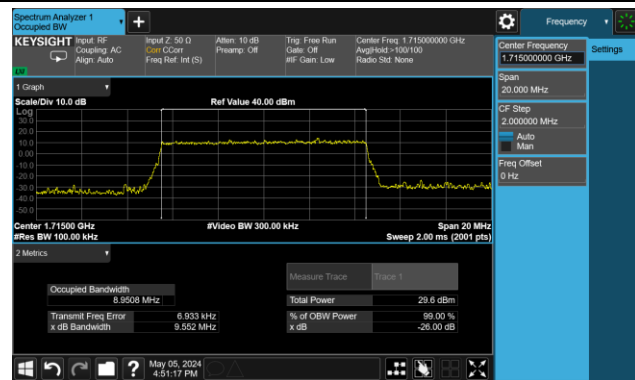 Spectrum Analyzer 1
Occupied BW
Frequency
KEYSIGHT
Input: RF
Coupling: AC
Align: Auto
Input Z: 50 Ω
Corr CCorr
Freq Ref: Int (S)
Atten: 10 dB
Preamp: Off
Trig: Free Run
Gate: Off
#IF Gain: Low
Center Freq: 1.715000000 GHz
Avg|Hold:>100/100
Radio Std: None
Center Frequency
1.715000000 GHz
Settings
Span
20.000 MHz
CF Step
2.000000 MHz
Auto
Man
Freq Offset
0 Hz
1 Graph
Scale/Div 10.0 dB
Ref Value 40.00 dBm
Log
30.0
20.0
10.0
0.00
-10.0
-20.0
-30.0
-40.0
-50.0
Center 1.71500 GHz
#Video BW 300.00 kHz
Span 20 MHz
#Res BW 100.00 kHz
Sweep 2.00 ms (2001 pts)
2 Metrics
Measure Trace
Trace 1
Occupied Bandwidth
8.9508 MHz
Total Power
29.6 dBm
Transmit Freq Error
6.933 kHz
% of OBW Power
99.00 %
x dB Bandwidth
9.552 MHz
x dB
-26.00 dB
May 05, 2024
4:51:17 PM